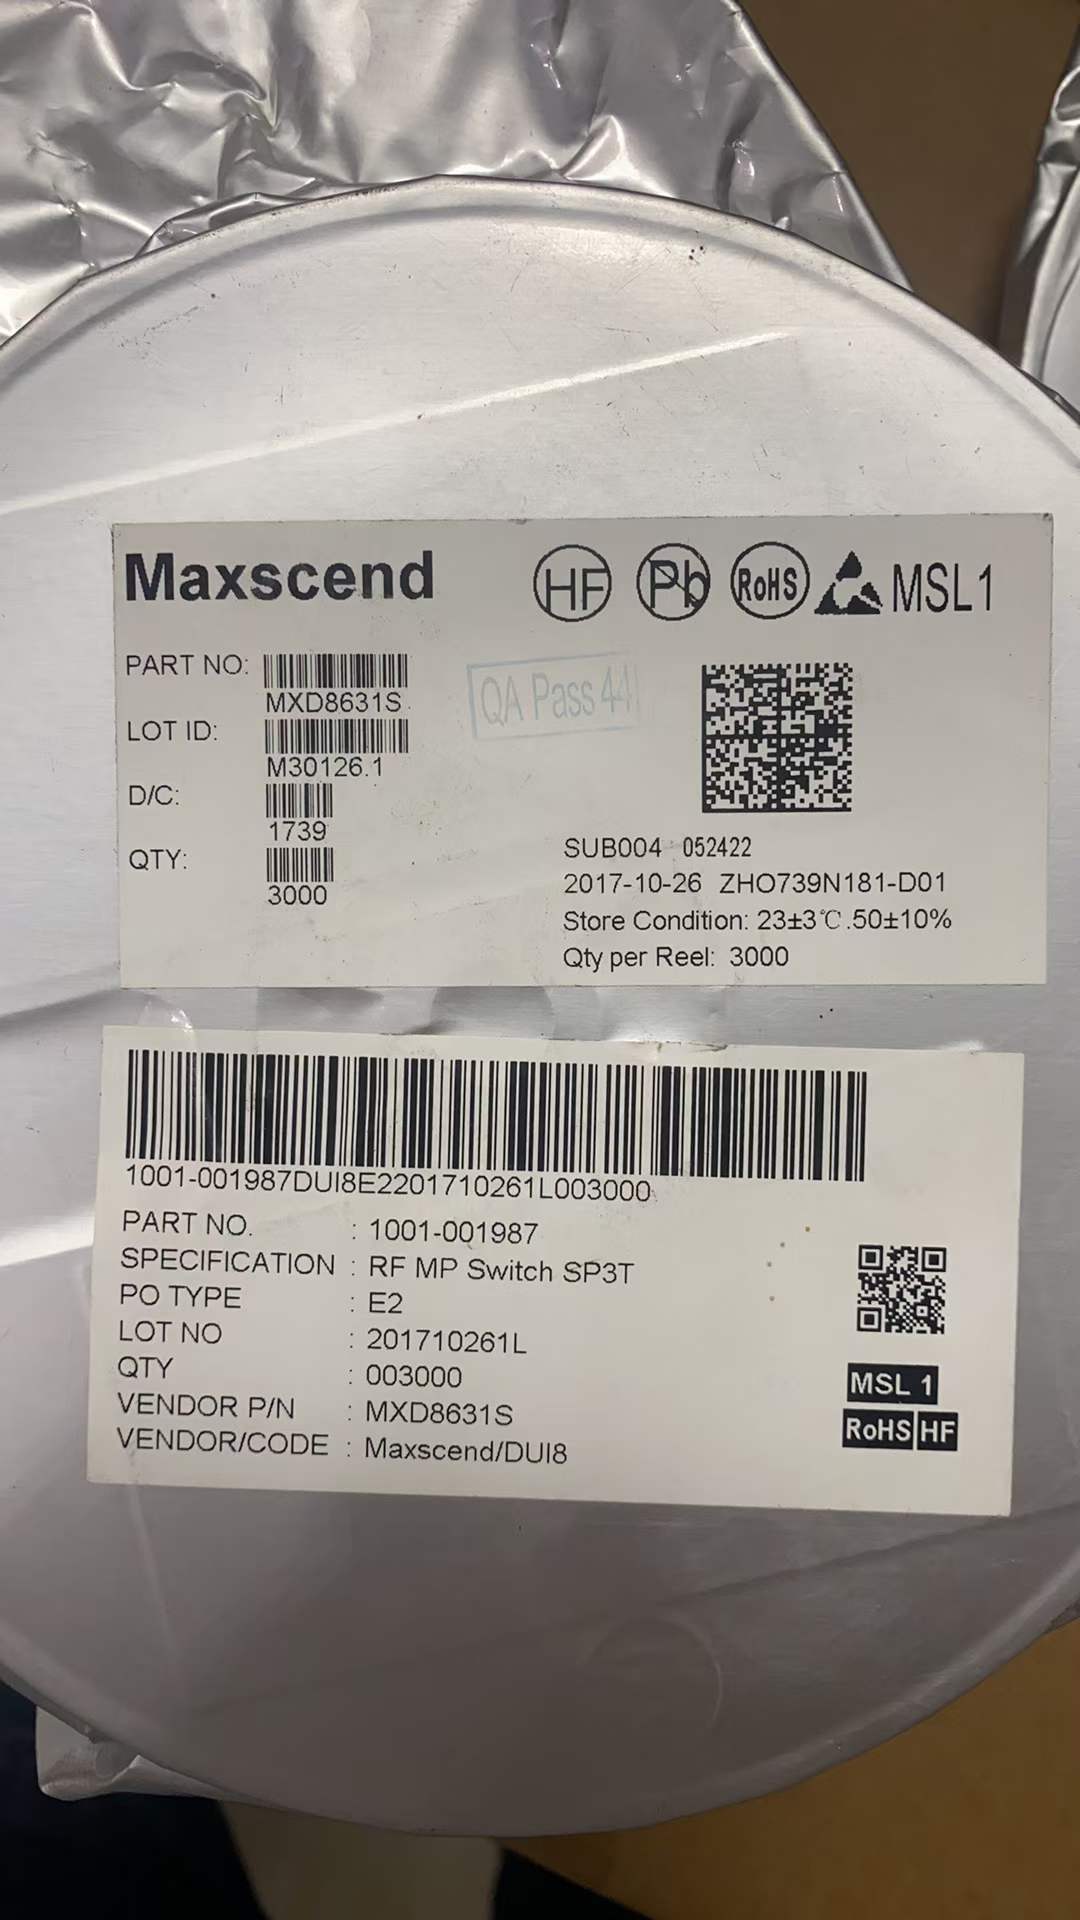 Maxscend HF Pb RoHS MSL1
PART NO:
MXD8631S
QA Pass 44
LOT ID:
M30126.1
D/C:
1739
QTY:
3000
SUB004 052422
2017-10-26 ZHO739N181-D01
Store Condition: 23±3℃.50±10%
Qty per Reel: 3000
1001-001987DUI8E2201710261L003000
PART NO. : 1001-001987
SPECIFICATION : RF MP Switch SP3T
PO TYPE : E2
LOT NO : 201710261L
QTY : 003000
VENDOR P/N : MXD8631S
VENDOR/CODE : Maxscend/DUI8
MSL 1
RoHS HF